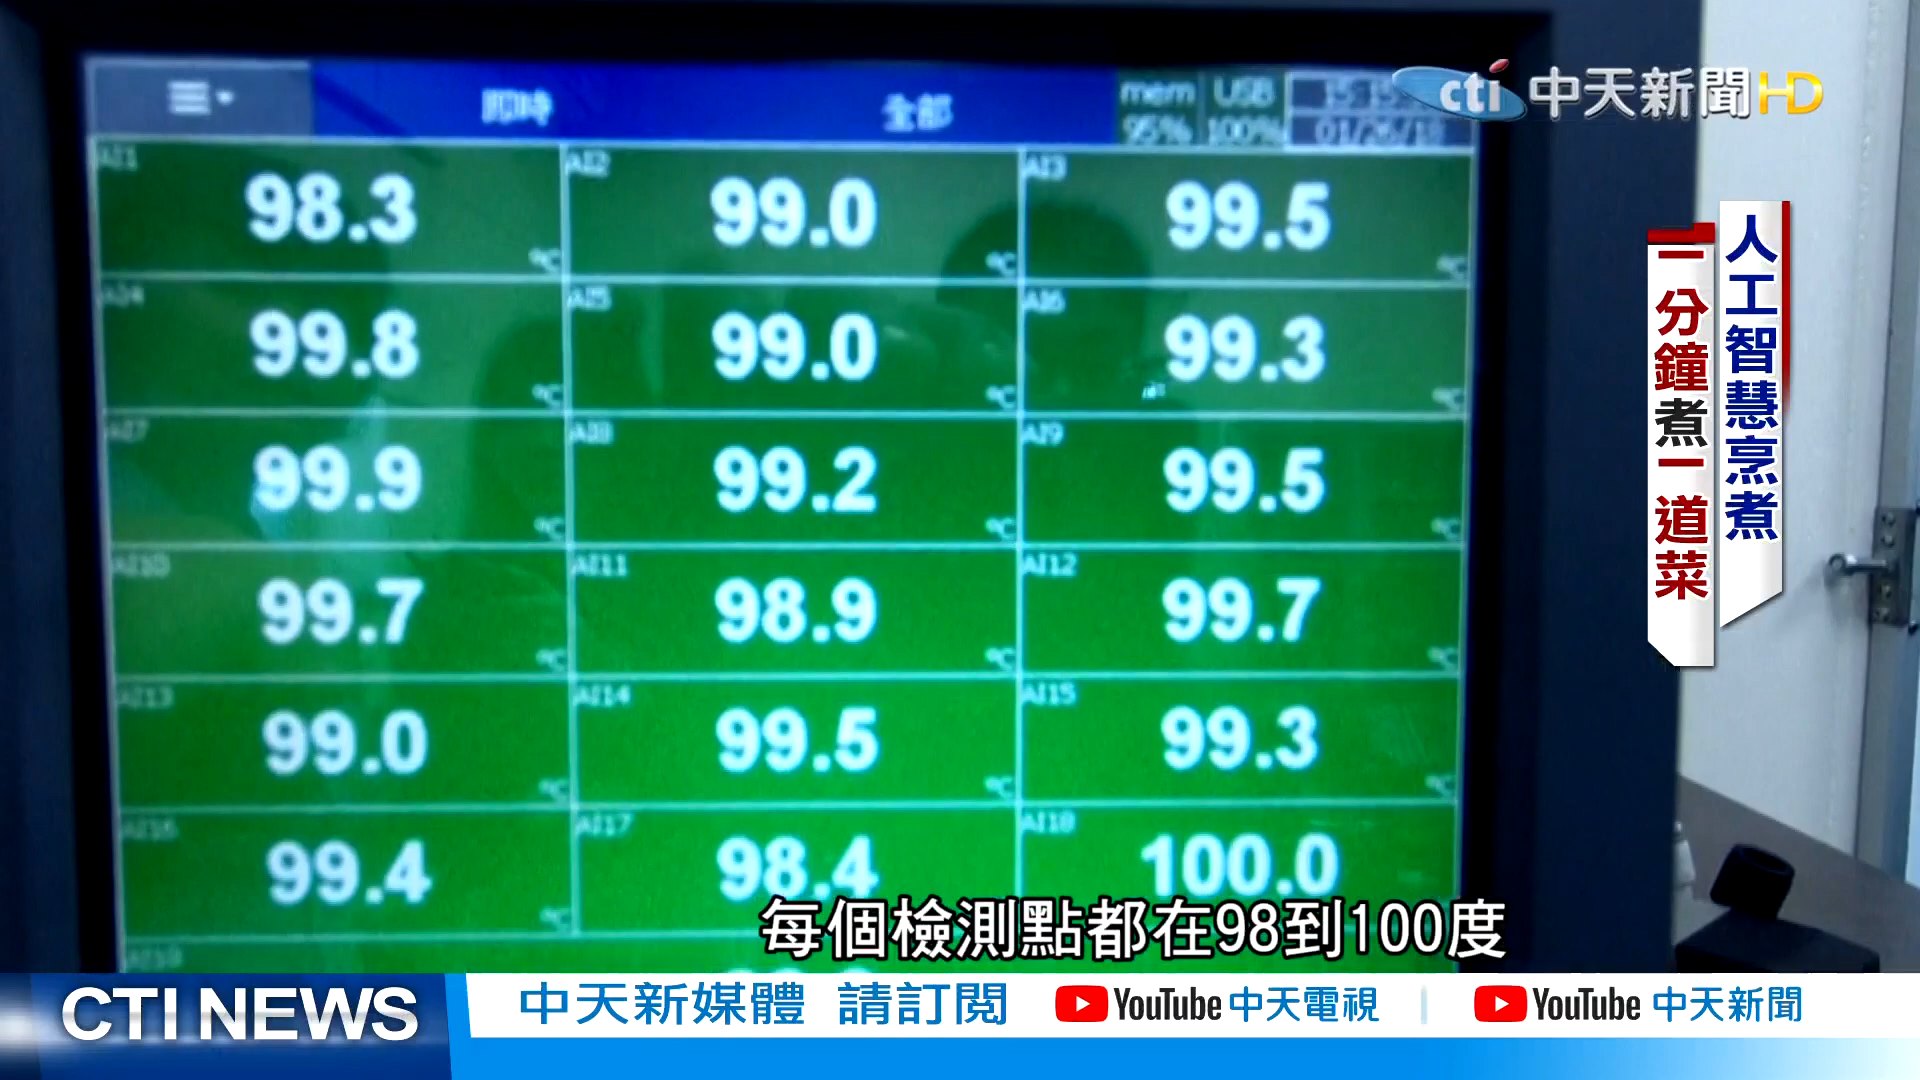 即時
全部
mem
USB
95%
100%
01/26/18
cti 中天新聞HD
AI1
98.3
℃
AI2
99.0
℃
AI3
99.5
℃
AI4
99.8
℃
AI5
99.0
℃
AI6
99.3
℃
AI7
99.9
℃
AI8
99.2
℃
AI9
99.5
℃
AI10
99.7
℃
AI11
98.9
℃
AI12
99.7
℃
AI13
99.0
℃
AI14
99.5
℃
AI15
99.3
℃
AI16
99.4
℃
AI17
98.4
AI18
100.0
AI19
人工智慧烹煮
一分鐘煮一道菜
每個檢測點都在98到100度
CTI NEWS
中天新媒體 請訂閱
YouTube 中天電視
YouTube 中天新聞